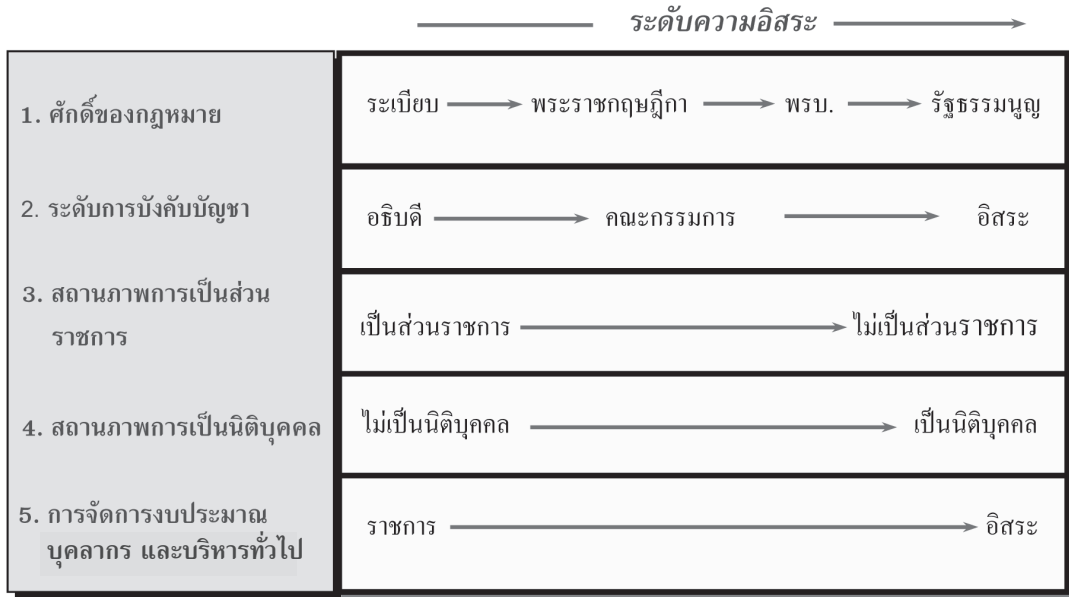 ระดับความอิสระ
1. ศักดิ์ของกฎหมาย
ระเบียบ พระราชกฤษฎีกา พรบ. รัฐธรรมนูญ
2. ระดับการบังคับบัญชา
อธิบดี คณะกรรมการ อิสระ
3. สถานภาพการเป็นส่วน
ราชการ
เป็นส่วนราชการ ไม่เป็นส่วนราชการ
4. สถานภาพการเป็นนิติบุคคล
ไม่เป็นนิติบุคคล เป็นนิติบุคคล
5. การจัดการงบประมาณ
บุคลากร และบริหารทั่วไป
ราชการ อิสระ